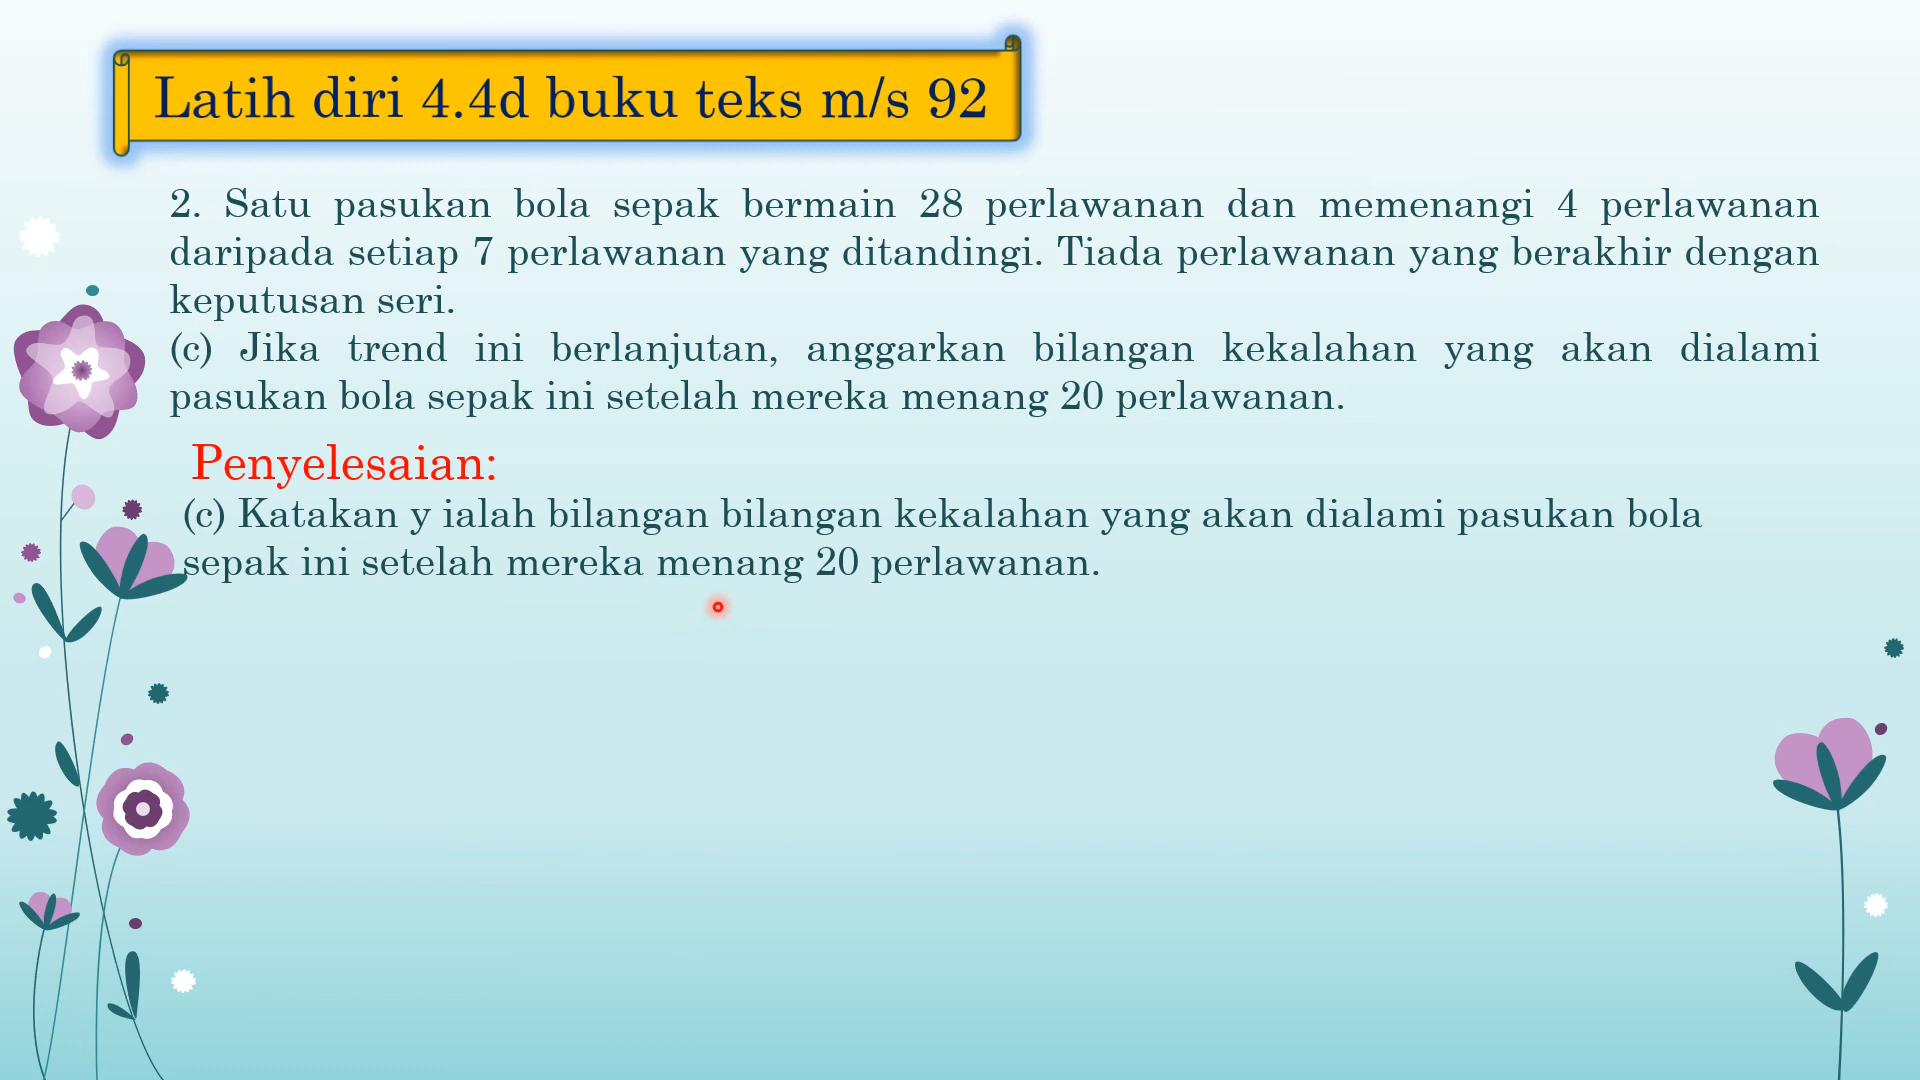 Latih diri 4.4d buku teks m/s 92
2. Satu pasukan bola sepak bermain 28 perlawanan dan memenangi 4 perlawanan
daripada setiap 7 perlawanan yang ditandingi. Tiada perlawanan yang berakhir dengan
keputusan seri.
(c) Jika trend ini berlanjutan, anggarkan bilangan kekalahan yang akan dialami
pasukan bola sepak ini setelah mereka menang 20 perlawanan.
Penyelesaian:
(c) Katakan y ialah bilangan bilangan kekalahan yang akan dialami pasukan bola
sepak ini setelah mereka menang 20 perlawanan.